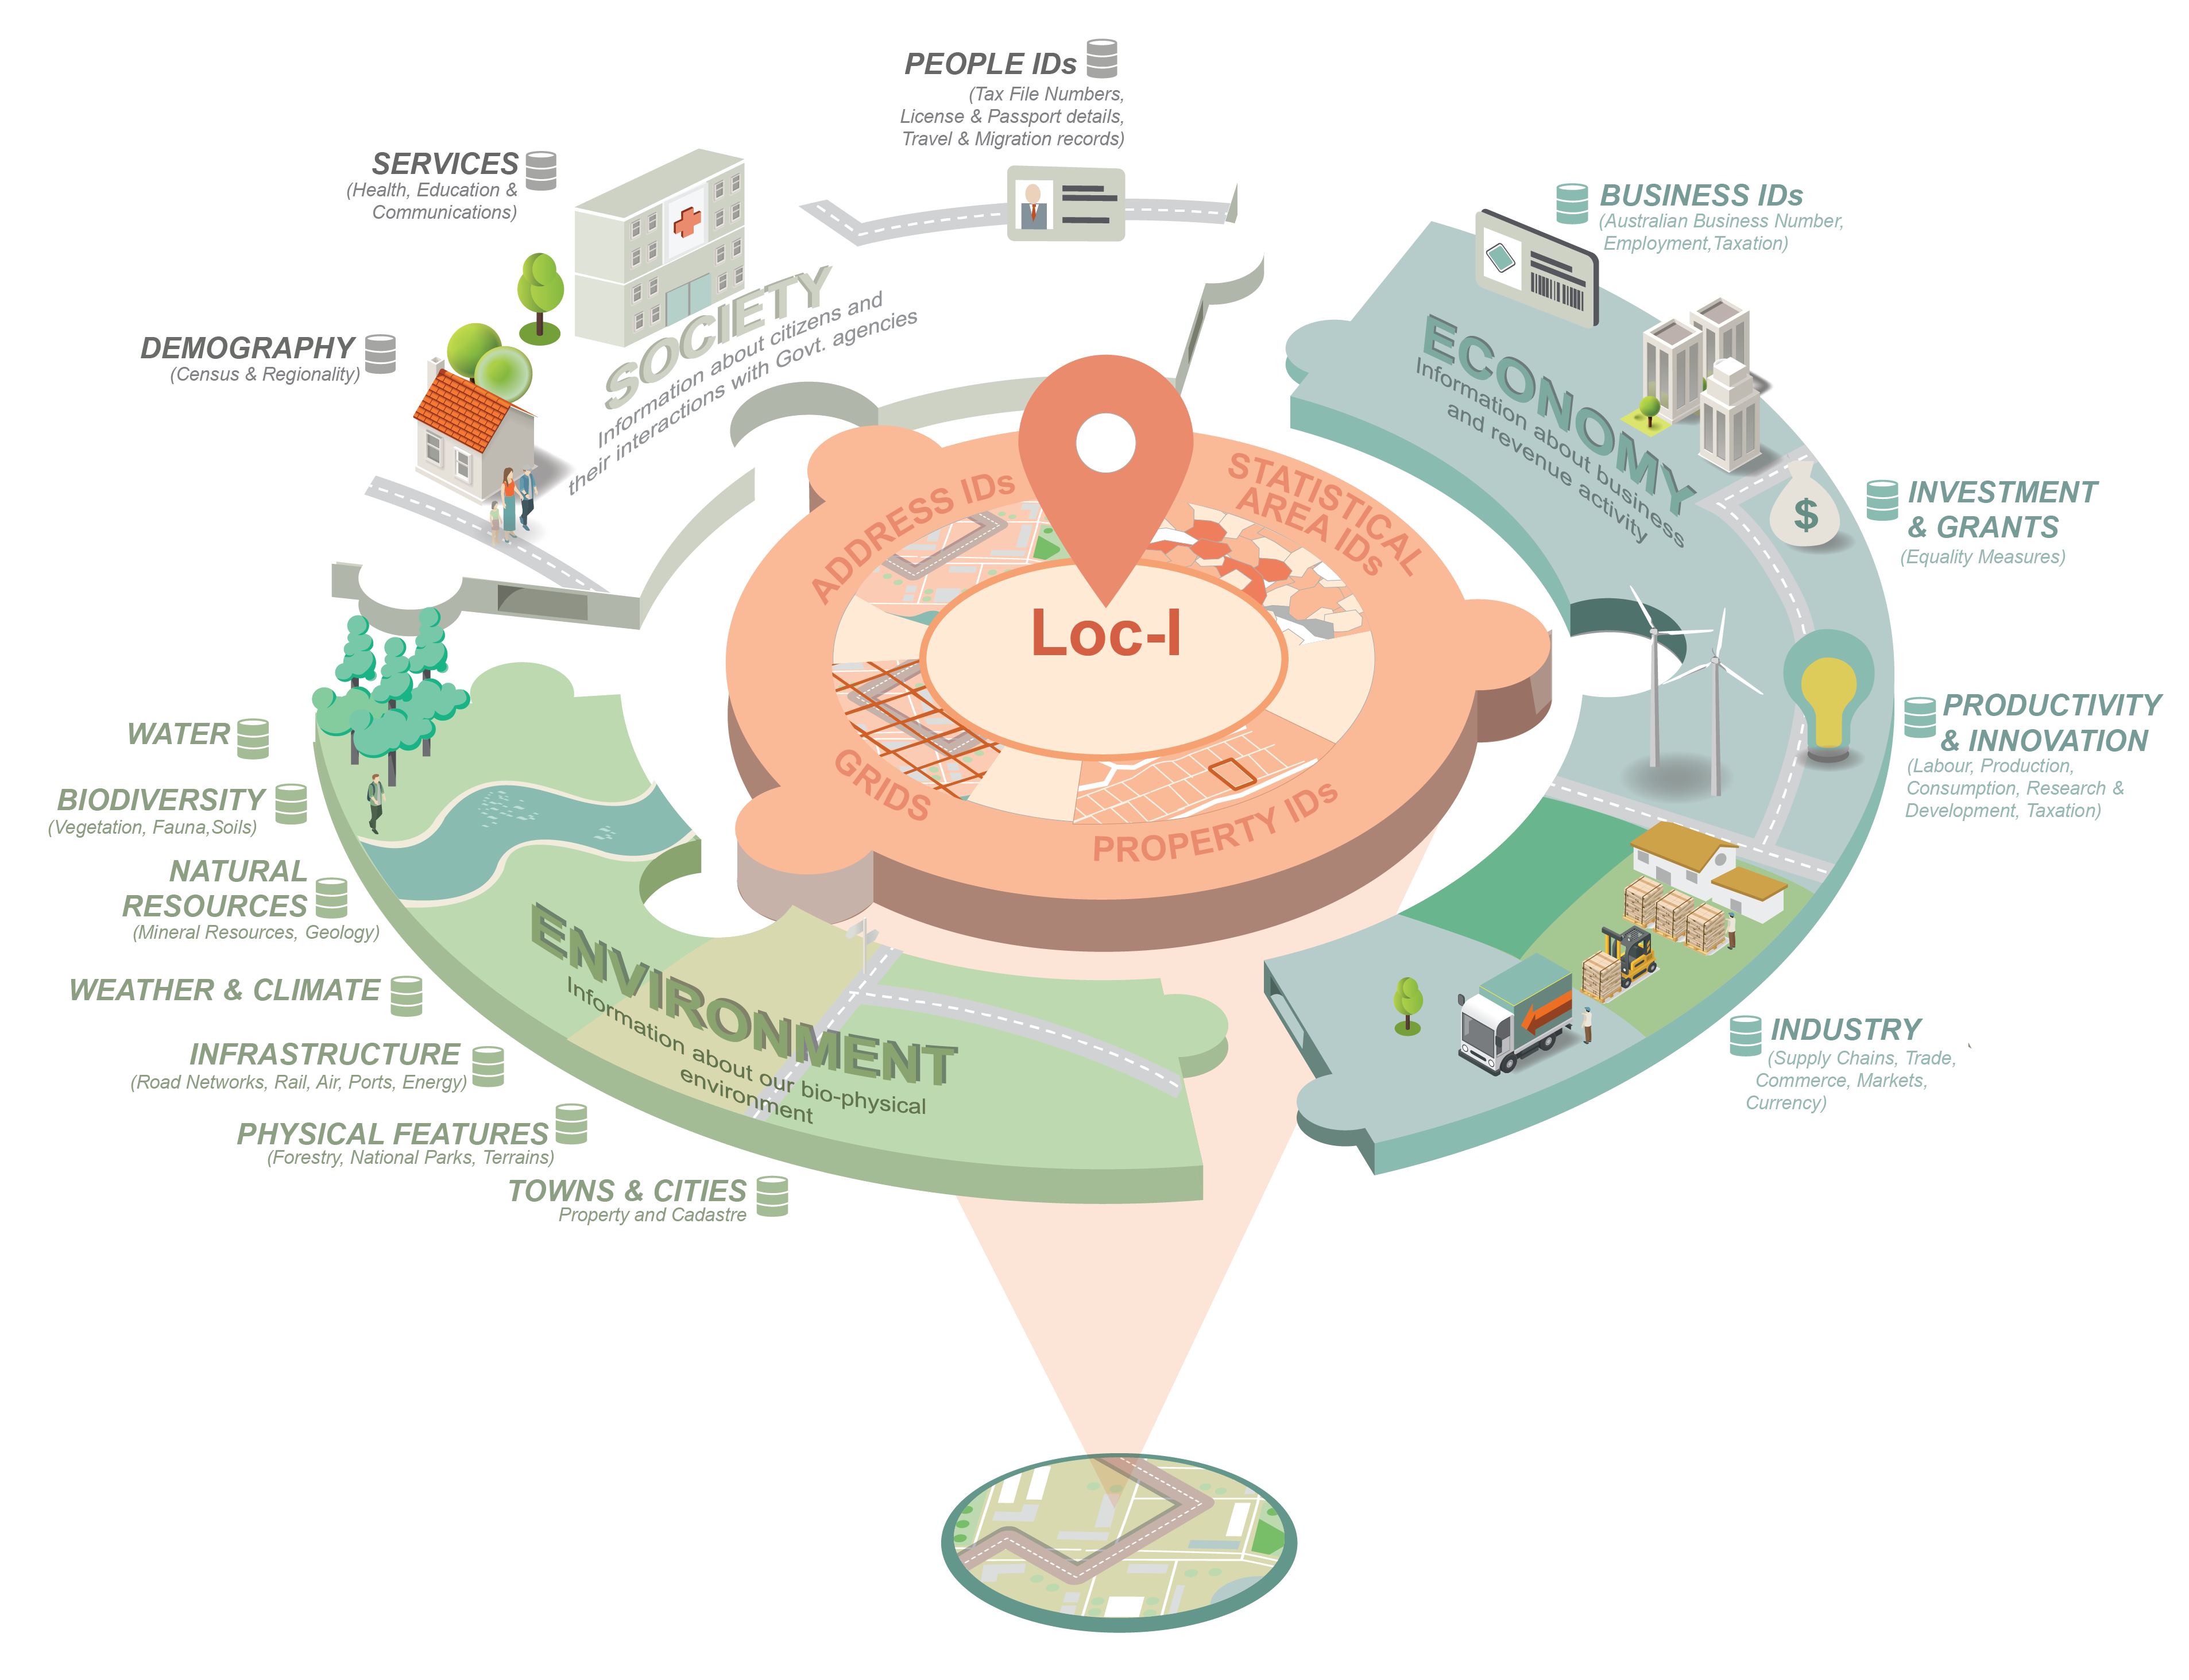 PEOPLE IDs
(Tax File Numbers,
License & Passport details,
Travel & Migration records)
SERVICES
(Health, Education &
Communications)
DEMOGRAPHY
(Census & Regionality)
SOCIETY
Information about citizens and
their interactions with Govt. agencies
BUSINESS IDs
(Australian Business Number,
Employment,Taxation)
ECONOMY
Information about business
and revenue activity
$
INVESTMENT
& GRANTS
(Equality Measures)
PRODUCTIVITY
& INNOVATION
(Labour, Production,
Consumption, Research &
Development, Taxation)
INDUSTRY
(Supply Chains, Trade,
Commerce, Markets,
Currency)
ADDRESS IDs
STATISTICAL
AREA IDs
Loc-I
GRIDS
PROPERTY IDs
WATER
BIODIVERSITY
(Vegetation, Fauna,Soils)
NATURAL
RESOURCES
(Mineral Resources, Geology)
WEATHER & CLIMATE
INFRASTRUCTURE
(Road Networks, Rail, Air, Ports, Energy)
PHYSICAL FEATURES
(Forestry, National Parks, Terrains)
TOWNS & CITIES
Property and Cadastre
ENVIRONMENT
Information about our bio-physical
environment